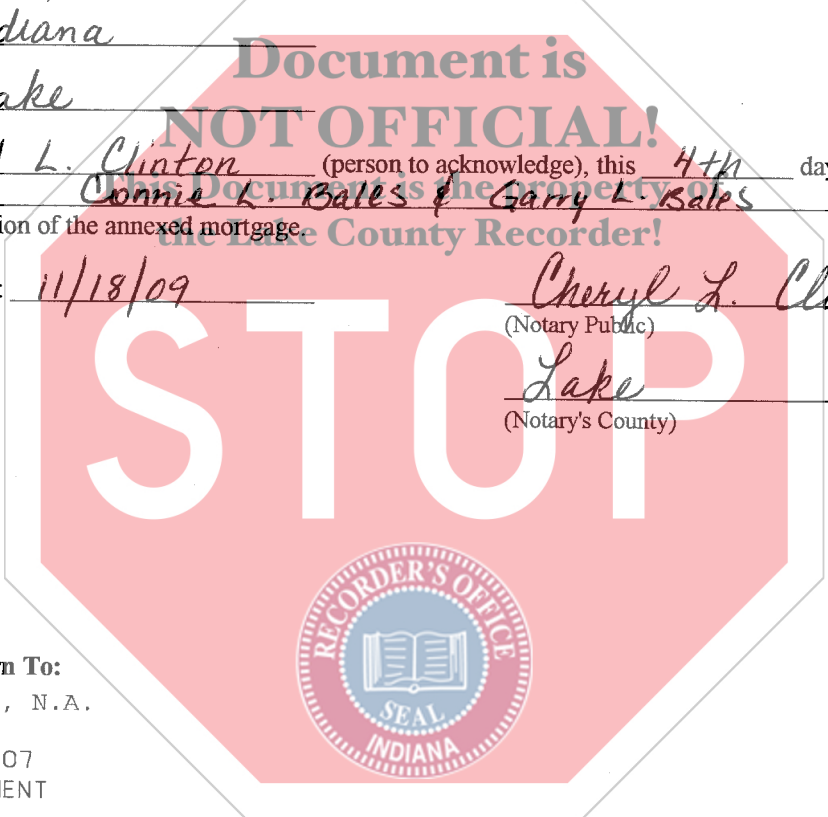 diana
Document is
ake
NOT OFFICIAL!
L. Clinton (person to acknowledge), this 4th day
This Document is the property of
Connie L. Bales & Garry L. Bales
ion of the annexed mortgage.
the Lake County Recorder!
: 11/18/09
Cheryl L. Cl
(Notary Public)
STOP
Lake
(Notary's County)
RECORDER'S OFFICE
SEAL
INDIANA
n To:
, N.A.
07
ENT